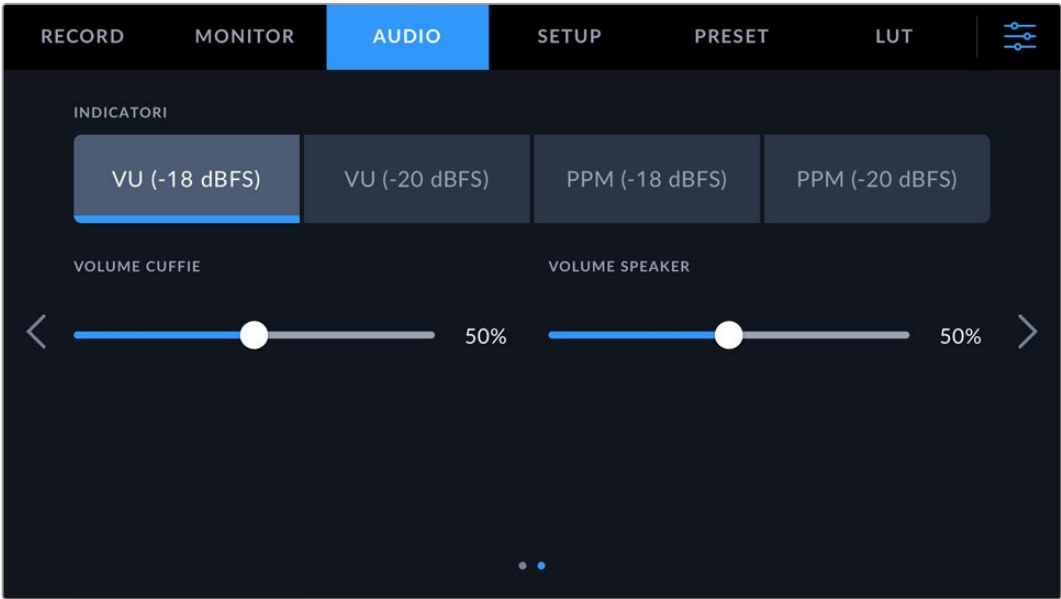 RECORD MONITOR AUDIO SETUP PRESET LUT
INDICATORI
VU (-18 dBFS) VU (-20 dBFS) PPM (-18 dBFS) PPM (-20 dBFS)
VOLUME CUFFIE VOLUME SPEAKER
50% 50%